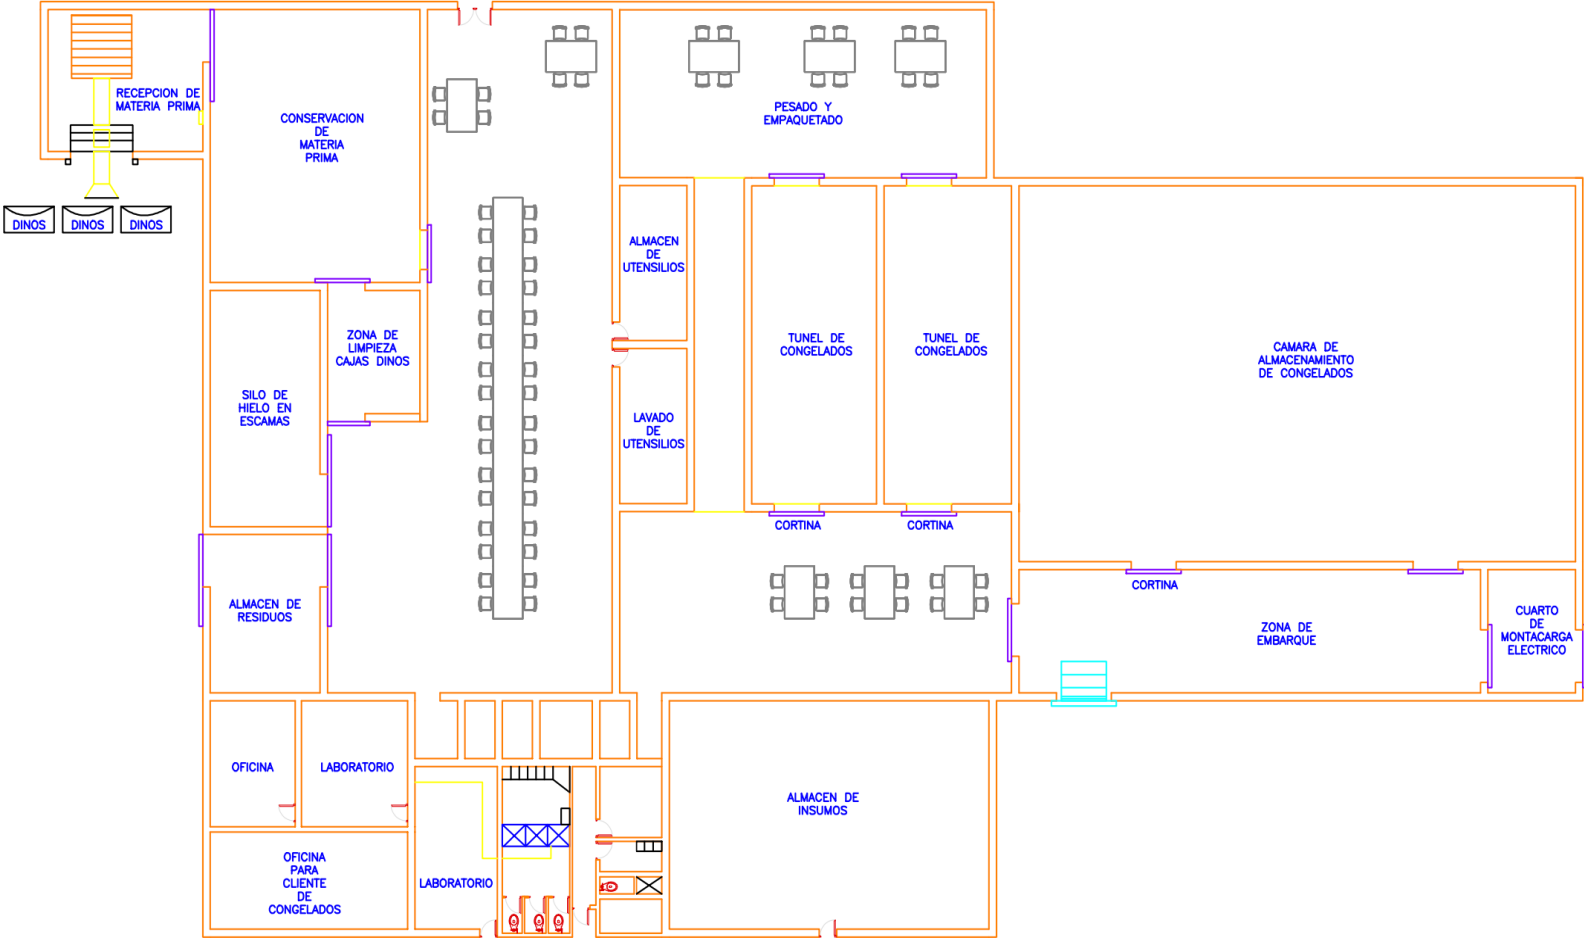 RECEPCION DE
MATERIA PRIMA
CONSERVACION
DE
MATERIA
PRIMA
PESADO Y
EMPAQUETADO
DINOS
DINOS
DINOS
ALMACEN
DE
UTENSILIOS
ZONA DE
LIMPIEZA
CAJAS DINOS
TUNEL DE
CONGELADOS
TUNEL DE
CONGELADOS
CAMARA DE
ALMACENAMIENTO
DE CONGELADOS
SILO DE
HIELO EN
ESCAMAS
LAVADO
DE
UTENSILIOS
CORTINA
CORTINA
CORTINA
ALMACEN DE
RESIDUOS
ZONA DE
EMBARQUE
CUARTO
DE
MONTACARGA
ELECTRICO
OFICINA
LABORATORIO
ALMACEN DE
INSUMOS
OFICINA
PARA
CLIENTE
DE
CONGELADOS
LABORATORIO